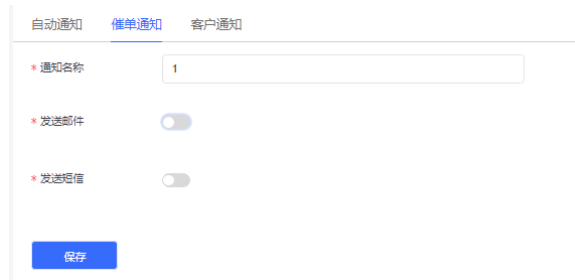 自动通知 催单通知 客户通知
* 通知名称 1
* 发送邮件
* 发送短信
保存